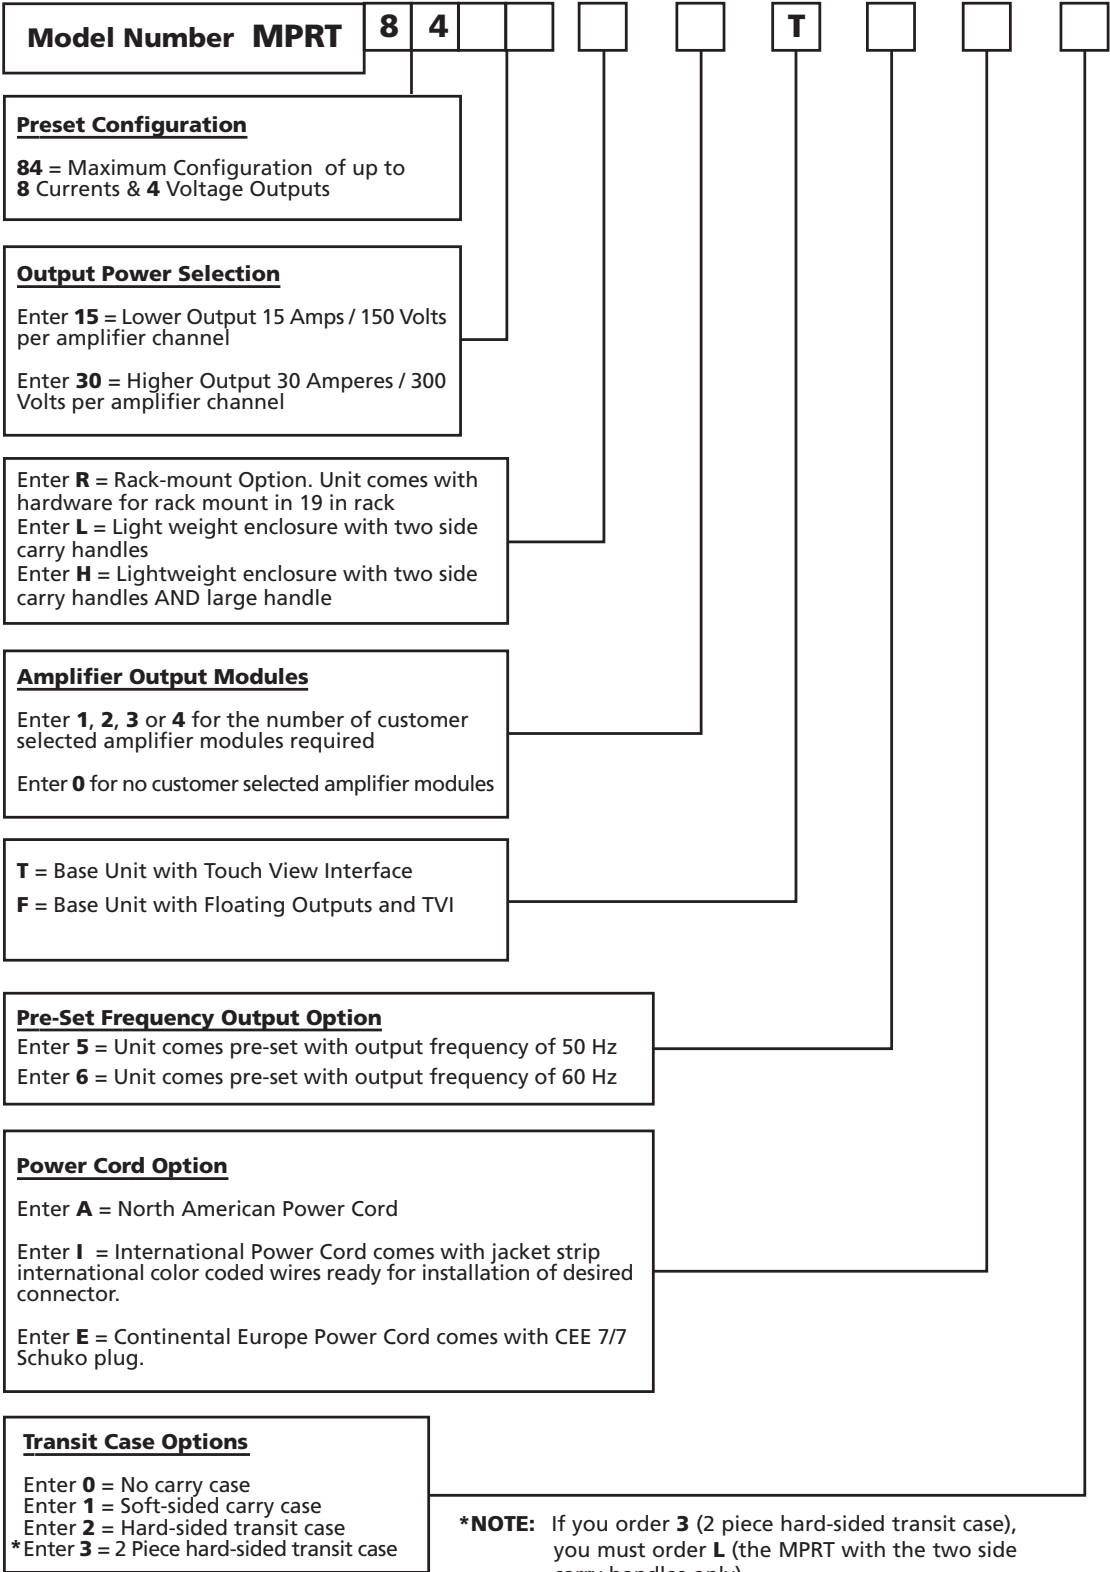 Model Number MPRT 8 4 T
Preset Configuration
84 = Maximum Configuration of up to
8 Currents & 4 Voltage Outputs
Output Power Selection
Enter 15 = Lower Output 15 Amps / 150 Volts
per amplifier channel
Enter 30 = Higher Output 30 Amperes / 300
Volts per amplifier channel
Enter R = Rack-mount Option. Unit comes with
hardware for rack mount in 19 in rack
Enter L = Light weight enclosure with two side
carry handles
Enter H = Lightweight enclosure with two side
carry handles AND large handle
Amplifier Output Modules
Enter 1, 2, 3 or 4 for the number of customer
selected amplifier modules required
Enter 0 for no customer selected amplifier modules
T = Base Unit with Touch View Interface
F = Base Unit with Floating Outputs and TVI
Pre-Set Frequency Output Option
Enter 5 = Unit comes pre-set with output frequency of 50 Hz
Enter 6 = Unit comes pre-set with output frequency of 60 Hz
Power Cord Option
Enter A = North American Power Cord
Enter I = International Power Cord comes with jacket strip
international color coded wires ready for installation of desired
connector.
Enter E = Continental Europe Power Cord comes with CEE 7/7
Schuko plug.
Transit Case Options
Enter 0 = No carry case
Enter 1 = Soft-sided carry case
Enter 2 = Hard-sided transit case
*Enter 3 = 2 Piece hard-sided transit case
*NOTE: If you order 3 (2 piece hard-sided transit case),
you must order L (the MPRT with the two side
carry handles only)